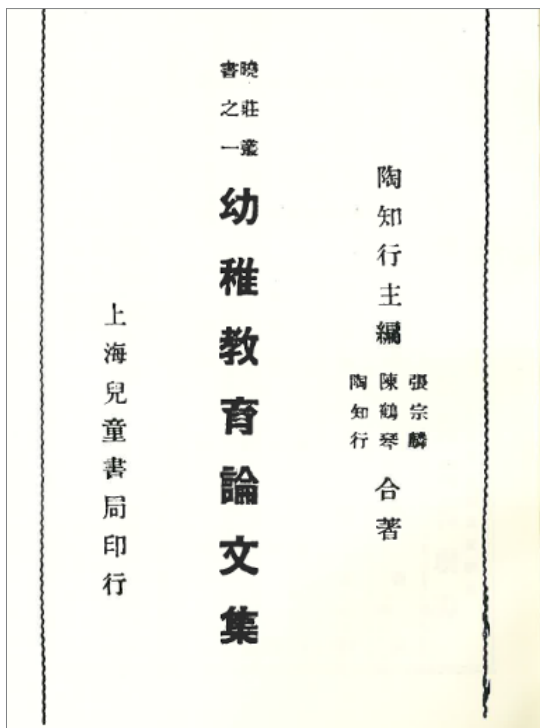 陶知行主編
張宗麟
陳鶴琴
陶知行
合著
曉莊叢
書之一
幼稚教育論文集
上海兒童書局印行